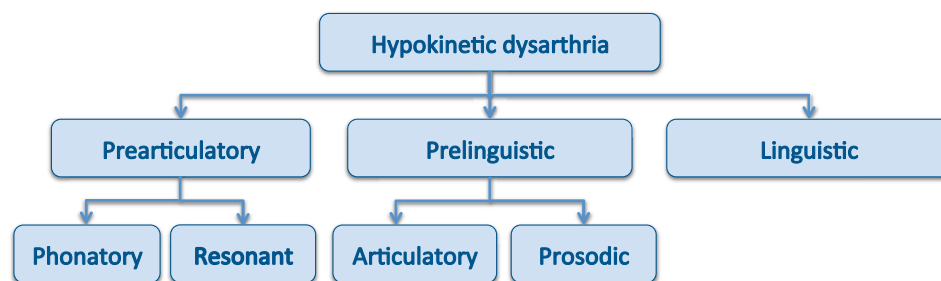 Hypokinetic dysarthria
Prearticulatory
Prelinguistic
Linguistic
Phonatory
Resonant
Articulatory
Prosodic